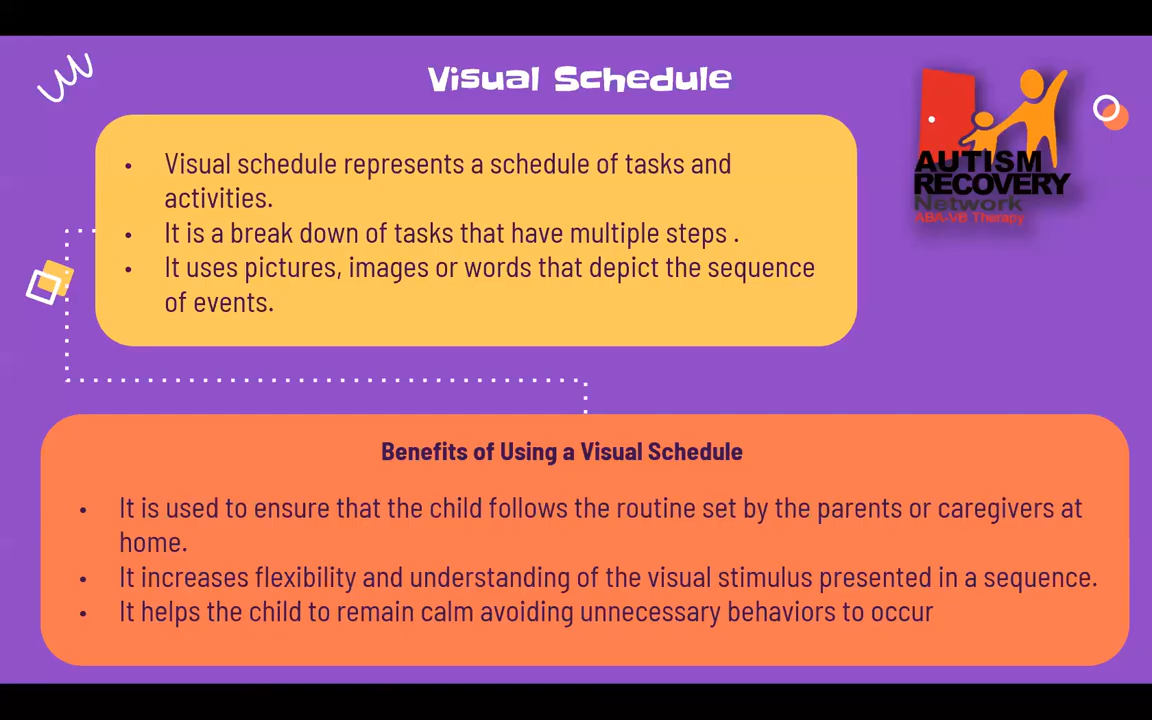 Visual Schedule
AUTISM
RECOVERY
Network
ABA-VB Therapy
• Visual schedule represents a schedule of tasks and
activities.
• It is a break down of tasks that have multiple steps .
• It uses pictures, images or words that depict the sequence
of events.
Benefits of Using a Visual Schedule
• It is used to ensure that the child follows the routine set by the parents or caregivers at
home.
• It increases flexibility and understanding of the visual stimulus presented in a sequence.
• It helps the child to remain calm avoiding unnecessary behaviors to occur